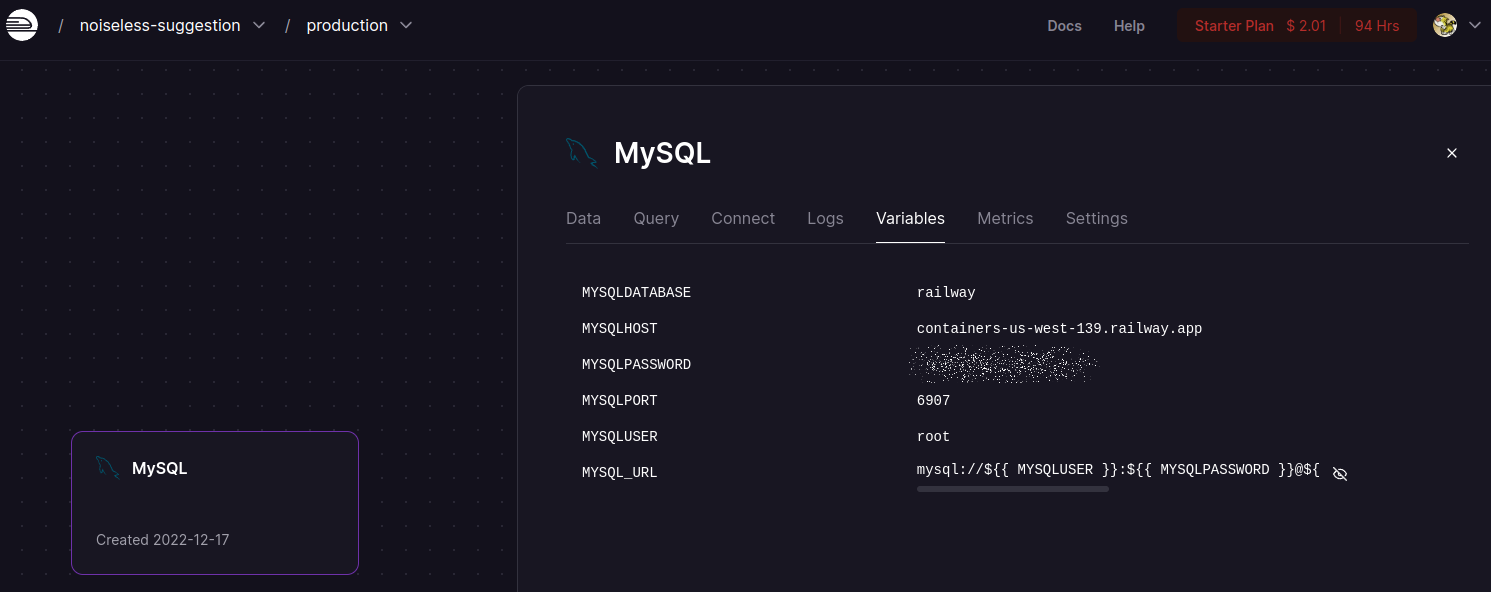 / noiseless-suggestion / production Docs Help Starter Plan $ 2.01 94 Hrs
MySQL
Data Query Connect Logs Variables Metrics Settings
MYSQLDATABASE railway
MYSQLHOST containers-us-west-139.railway.app
MYSQLPASSWORD
MYSQLPORT 6907
MYSQLUSER root
MYSQL_URL mysql://${{ MYSQLUSER }}:${{ MYSQLPASSWORD }}@${
MySQL
Created 2022-12-17